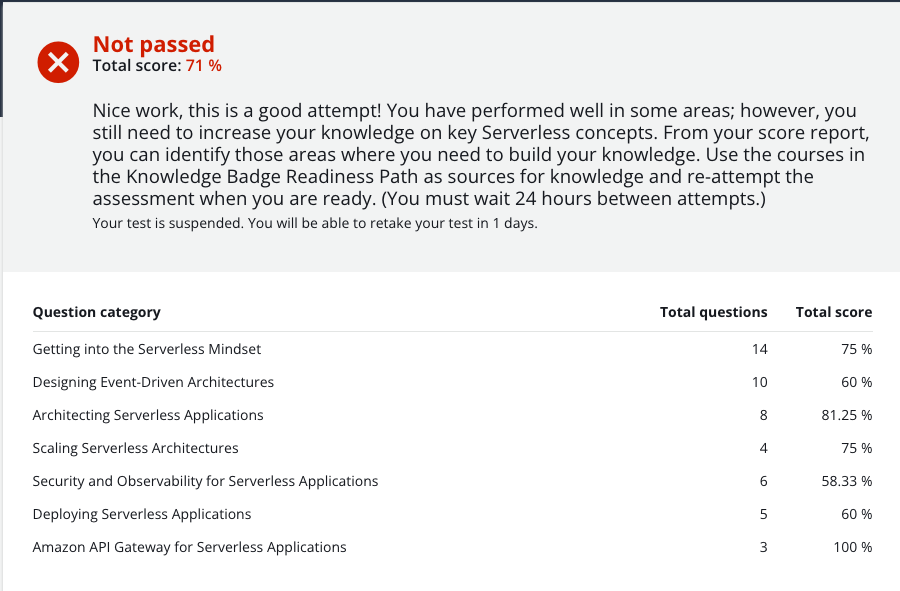 Not passed
Total score: 71 %
Nice work, this is a good attempt! You have performed well in some areas; however, you
still need to increase your knowledge on key Serverless concepts. From your score report,
you can identify those areas where you need to build your knowledge. Use the courses in
the Knowledge Badge Readiness Path as sources for knowledge and re-attempt the
assessment when you are ready. (You must wait 24 hours between attempts.)
Your test is suspended. You will be able to retake your test in 1 days.
Question category Total questions Total score
Getting into the Serverless Mindset 14 75 %
Designing Event-Driven Architectures 10 60 %
Architecting Serverless Applications 8 81.25 %
Scaling Serverless Architectures 4 75 %
Security and Observability for Serverless Applications 6 58.33 %
Deploying Serverless Applications 5 60 %
Amazon API Gateway for Serverless Applications 3 100 %